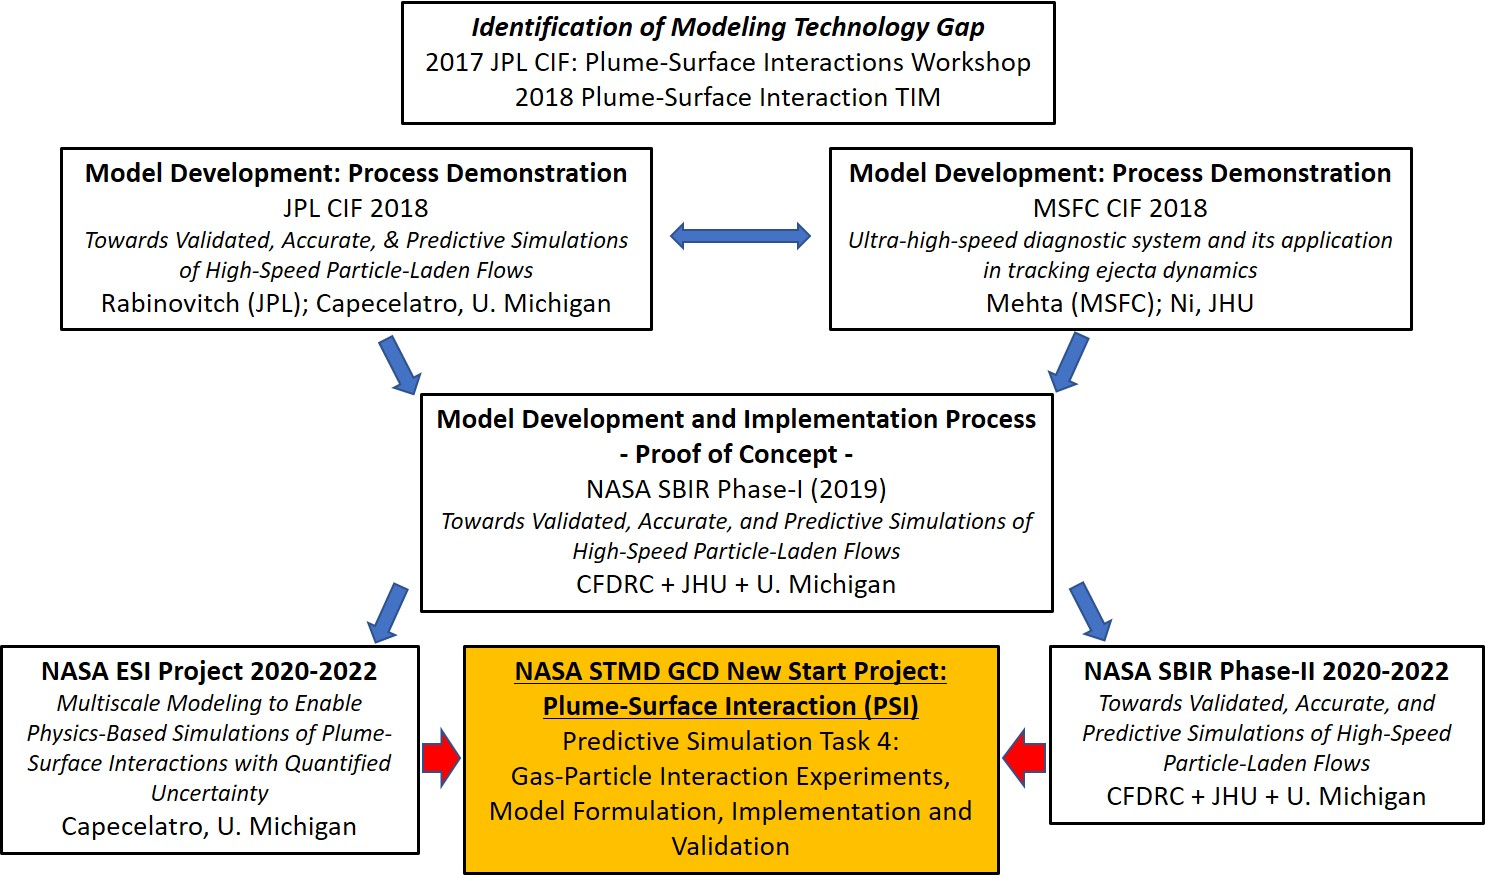 Identification of Modeling Technology Gap
2017 JPL CIF: Plume-Surface Interactions Workshop
2018 Plume-Surface Interaction TIM
Model Development: Process Demonstration
JPL CIF 2018
Towards Validated, Accurate, & Predictive Simulations
of High-Speed Particle-Laden Flows
Rabinovitch (JPL); Capecelatro, U. Michigan
Model Development: Process Demonstration
MSFC CIF 2018
Ultra-high-speed diagnostic system and its application
in tracking ejecta dynamics
Mehta (MSFC); Ni, JHU
Model Development and Implementation Process
- Proof of Concept -
NASA SBIR Phase-I (2019)
Towards Validated, Accurate, and Predictive Simulations of
High-Speed Particle-Laden Flows
CFDRC + JHU + U. Michigan
NASA ESI Project 2020-2022
Multiscale Modeling to Enable
Physics-Based Simulations of Plume-
Surface Interactions with Quantified
Uncertainty
Capecelatro, U. Michigan
NASA STMD GCD New Start Project:
Plume-Surface Interaction (PSI)
Predictive Simulation Task 4:
Gas-Particle Interaction Experiments,
Model Formulation, Implementation and
Validation
NASA SBIR Phase-II 2020-2022
Towards Validated, Accurate, and
Predictive Simulations of High-Speed
Particle-Laden Flows
CFDRC + JHU + U. Michigan